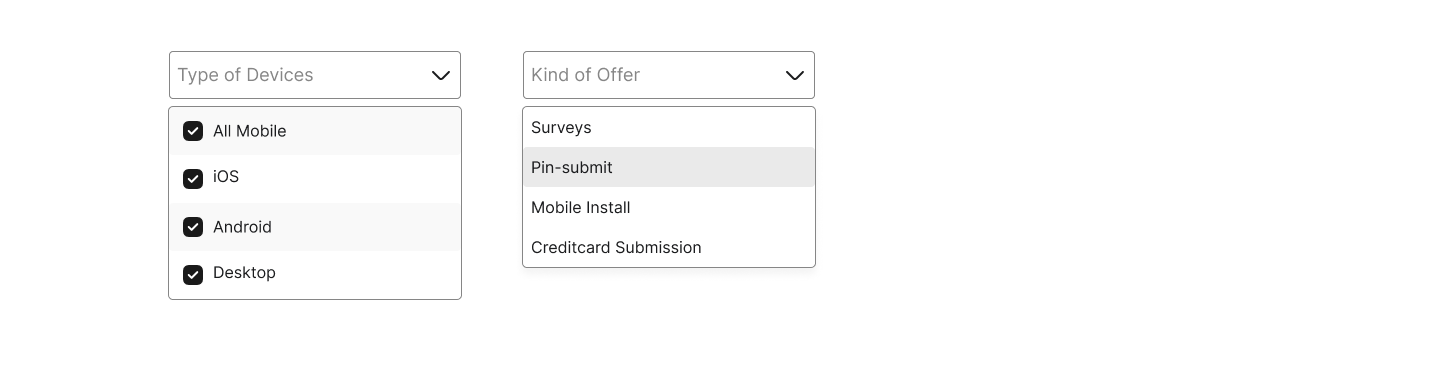 Type of Devices
All Mobile
iOS
Android
Desktop
Kind of Offer
Surveys
Pin-submit
Mobile Install
Creditcard Submission